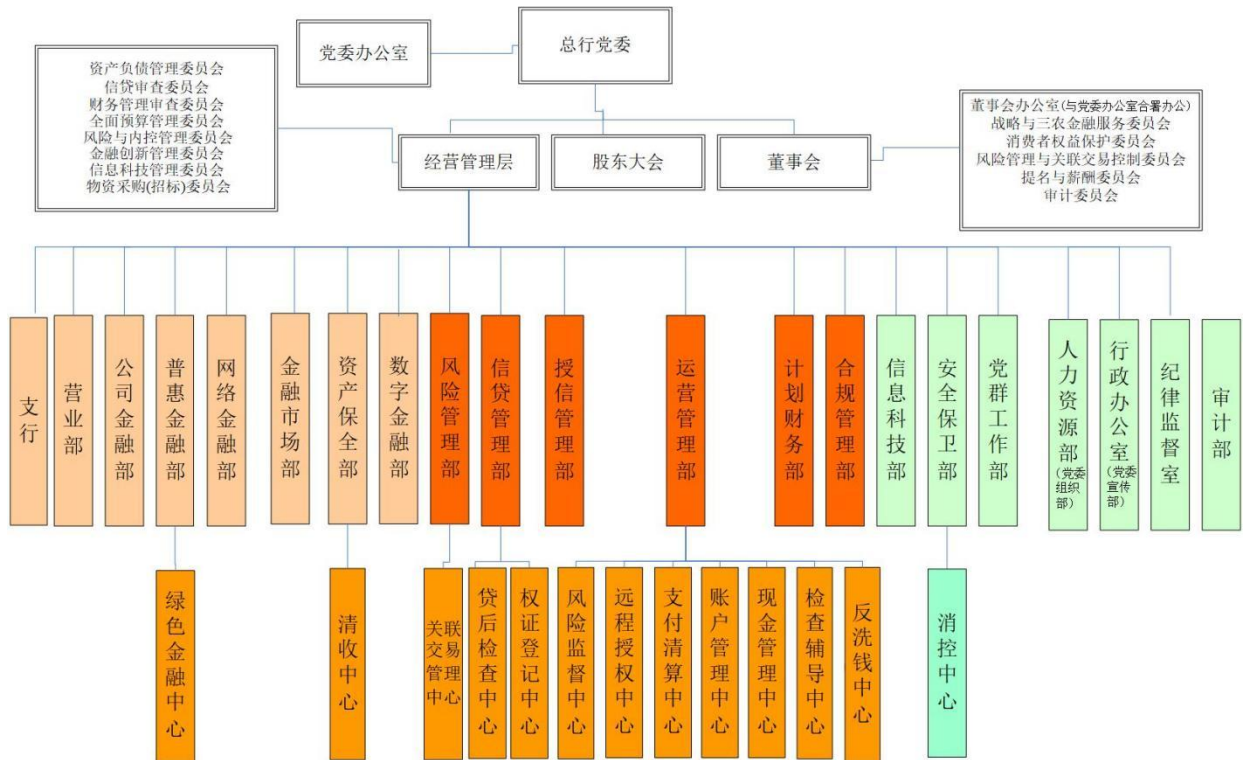 党委办公室
总行党委
资产负债管理委员会
信贷审查委员会
财务管理审查委员会
全面预算管理委员会
风险与内控管理委员会
金融创新管理委员会
信息科技管理委员会
物资采购(招标)委员会
董事会办公室(与党委办公室合署办公)
战略与三农金融服务委员会
消费者权益保护委员会
风险管理与关联交易控制委员会
提名与薪酬委员会
审计委员会
经营管理层
股东大会
董事会
支行
营业部
公司金融部
普惠金融部
网络金融部
金融市场部
资产保全部
数字金融部
风险管理部
信贷管理部
授信管理部
运营管理部
计划财务部
合规管理部
信息科技部
安全保卫部
党群工作部
人力资源部
(党委组织部)
行政办公室
(党委宣传部)
纪律监督室
审计部
绿色金融中心
清收中心
关联交易管理中心
贷后检查中心
权证登记中心
风险监督中心
远程授权中心
支付清算中心
账户管理中心
现金管理中心
检查辅导中心
反洗钱中心
消控中心